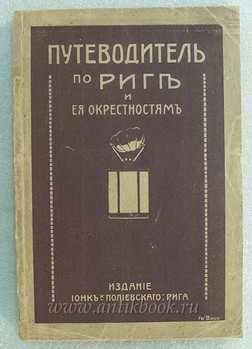 ПУТЕВОДИТЕЛЬ
ПО
РИГѢ
И
ЕЯ ОКРЕСТНОСТЯМЪ
ИЗДАНІЕ
ІОНКЪ и ПОЛІЕВСКАГО: РИГА
www.antikbook.ru